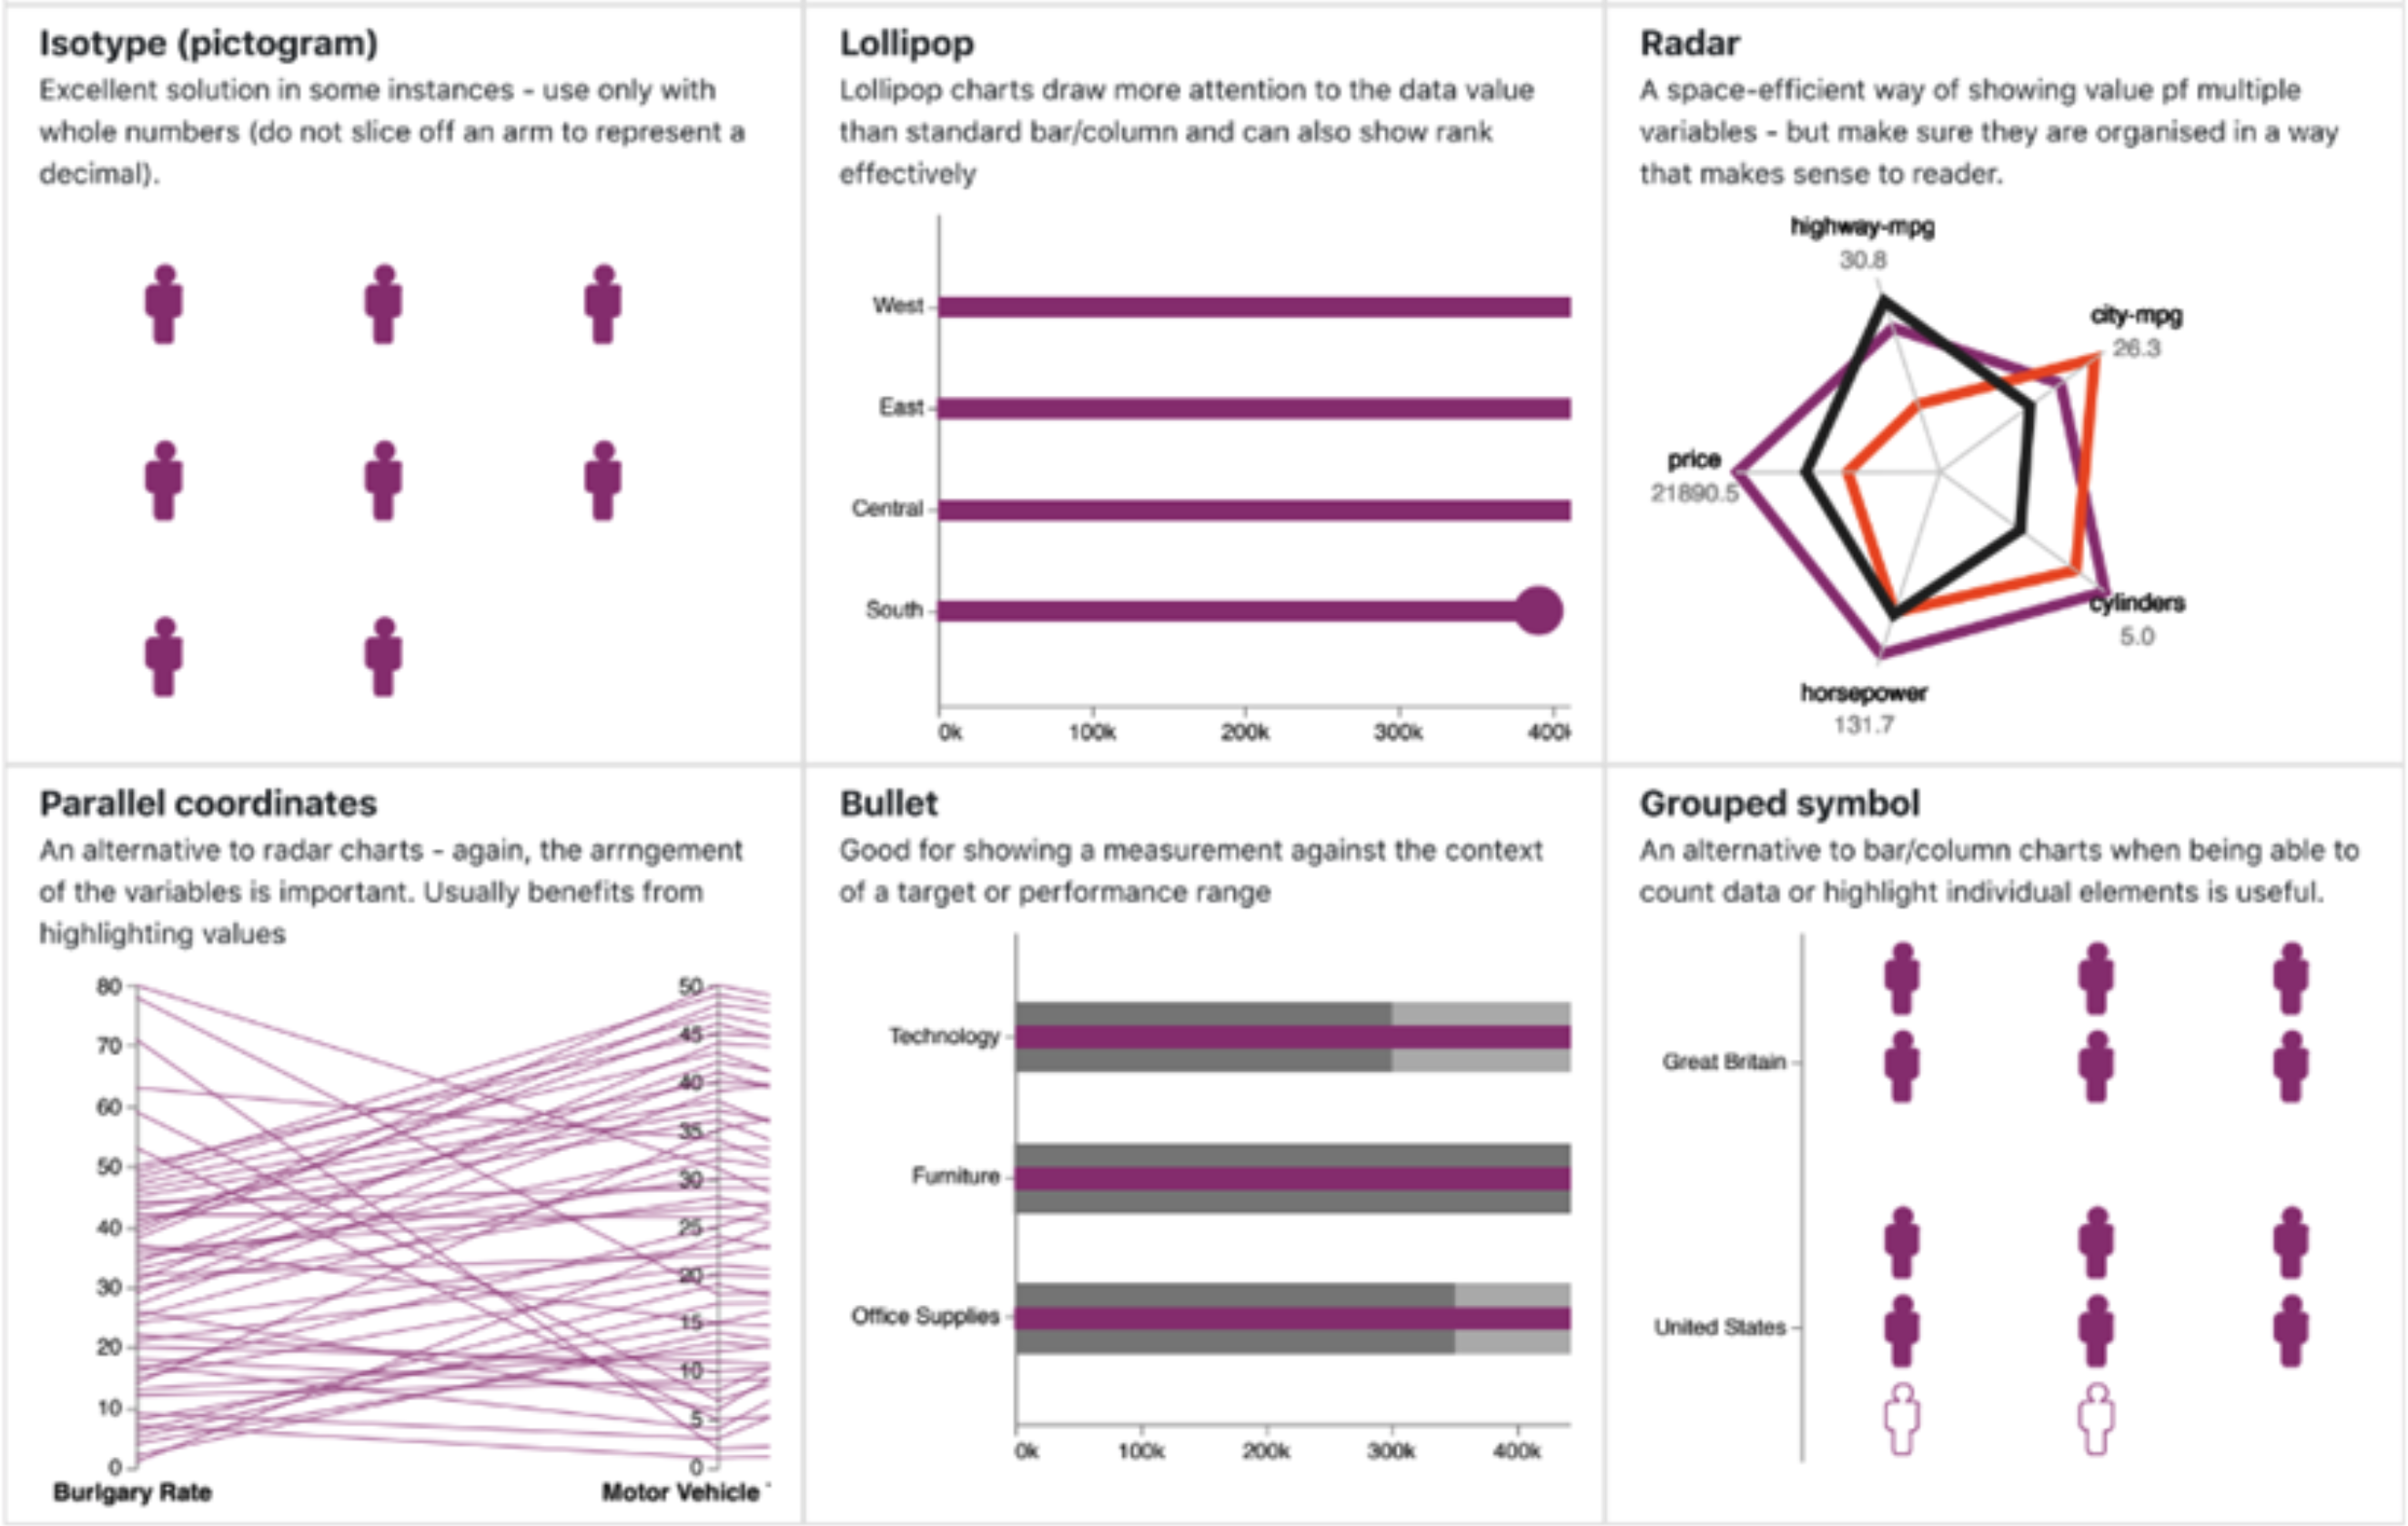 Isotype (pictogram)
Excellent solution in some instances - use only with
whole numbers (do not slice off an arm to represent a
decimal).
Lollipop
Lollipop charts draw more attention to the data value
than standard bar/column and can also show rank
effectively
West
East
Central
South
0k 100k 200k 300k 400k
Radar
A space-efficient way of showing value pf multiple
variables - but make sure they are organised in a way
that makes sense to reader.
highway-mpg
30.8
city-mpg
26.3
price
21890.5
cylinders
5.0
horsepower
131.7
Parallel coordinates
An alternative to radar charts - again, the arrngement
of the variables is important. Usually benefits from
highlighting values
80
70
60
50
40
30
20
10
0
Burlgary Rate
50
45
40
35
30
25
20
15
10
5
0
Motor Vehicle
Bullet
Good for showing a measurement against the context
of a target or performance range
Technology
Furniture
Office Supplies
0k 100k 200k 300k 400k
Grouped symbol
An alternative to bar/column charts when being able to
count data or highlight individual elements is useful.
Great Britain
United States